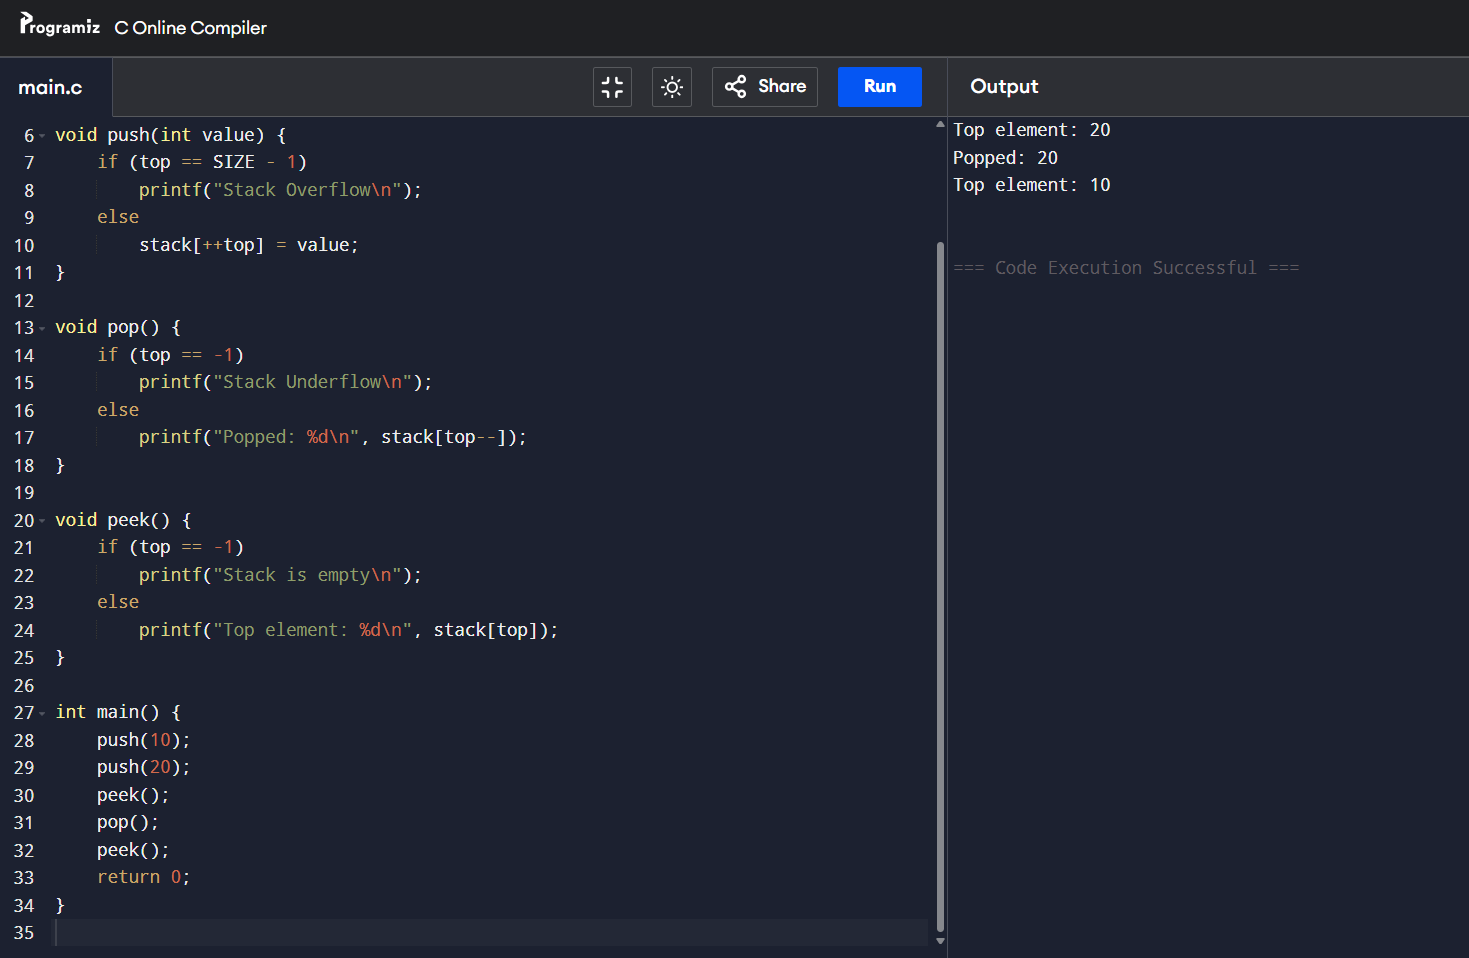 Programiz C Online Compiler
main.c Share Run Output
6 void push(int value) {
7     if (top == SIZE - 1)
8         printf("Stack Overflow\n");
9     else
10         stack[++top] = value;
11 }
12
13 void pop() {
14     if (top == -1)
15         printf("Stack Underflow\n");
16     else
17         printf("Popped: %d\n", stack[top--]);
18 }
19
20 void peek() {
21     if (top == -1)
22         printf("Stack is empty\n");
23     else
24         printf("Top element: %d\n", stack[top]);
25 }
26
27 int main() {
28     push(10);
29     push(20);
30     peek();
31     pop();
32     peek();
33     return 0;
34 }
35
Top element: 20
Popped: 20
Top element: 10
=== Code Execution Successful ===